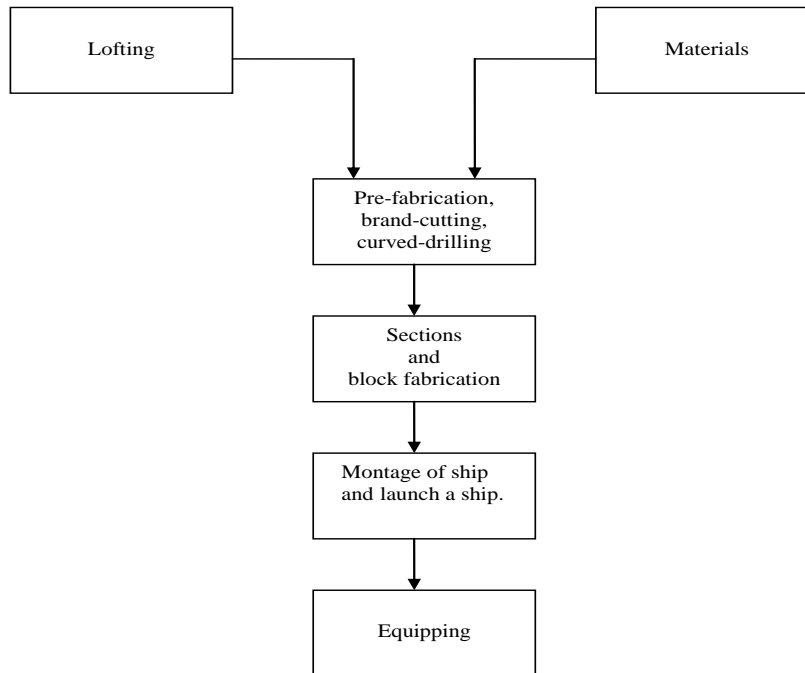 Lofting
Materials
Pre-fabrication,
brand-cutting,
curved-drilling
Sections
and
block fabrication
Montage of ship
and launch a ship.
Equipping